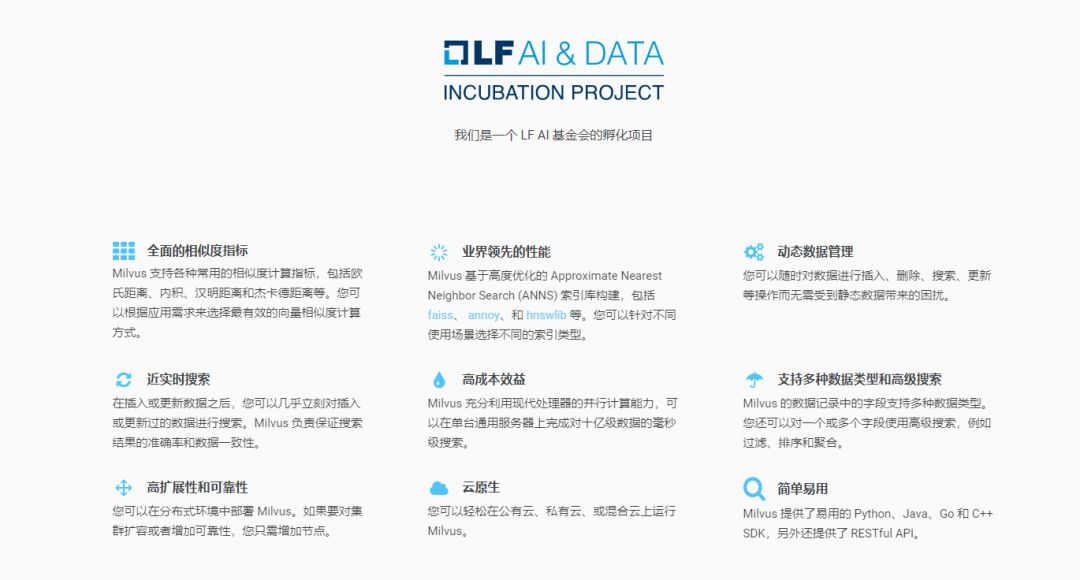 LF AI & DATA
INCUBATION PROJECT
我们是一个 LF AI 基金会的孵化项目
全面的相似度指标
Milvus 支持各种常用的相似度计算指标，包括欧
氏距离、内积、汉明距离和杰卡德距离等。您可
以根据应用需求来选择最有效的向量相似度计算
方式。
业界领先的性能
Milvus 基于高度优化的 Approximate Nearest
Neighbor Search (ANNS) 索引库构建，包括
faiss、 annoy、和 hnswlib 等。您可以针对不同
使用场景选择不同的索引类型。
动态数据管理
您可以随时对数据进行插入、删除、搜索、更新
等操作而无需受到静态数据带来的困扰。
近实时搜索
在插入或更新数据之后，您可以几乎立刻对插入
或更新过的数据进行搜索。Milvus 负责保证搜索
结果的准确率和数据一致性。
高成本效益
Milvus 充分利用现代处理器的并行计算能力，可
以在单台通用服务器上完成对十亿级数据的毫秒
级搜索。
支持多种数据类型和高级搜索
Milvus 的数据记录中的字段支持多种数据类型。
您还可以对一个或多个字段使用高级搜索，例如
过滤、排序和聚合。
高扩展性和可靠性
您可以在分布式环境中部署 Milvus。如果要对集
群扩容或者增加可靠性，您只需增加节点。
云原生
您可以轻松在公有云、私有云、或混合云上运行
Milvus。
简单易用
Milvus 提供了易用的 Python、Java、Go 和 C++
SDK，另外还提供了 RESTful API。